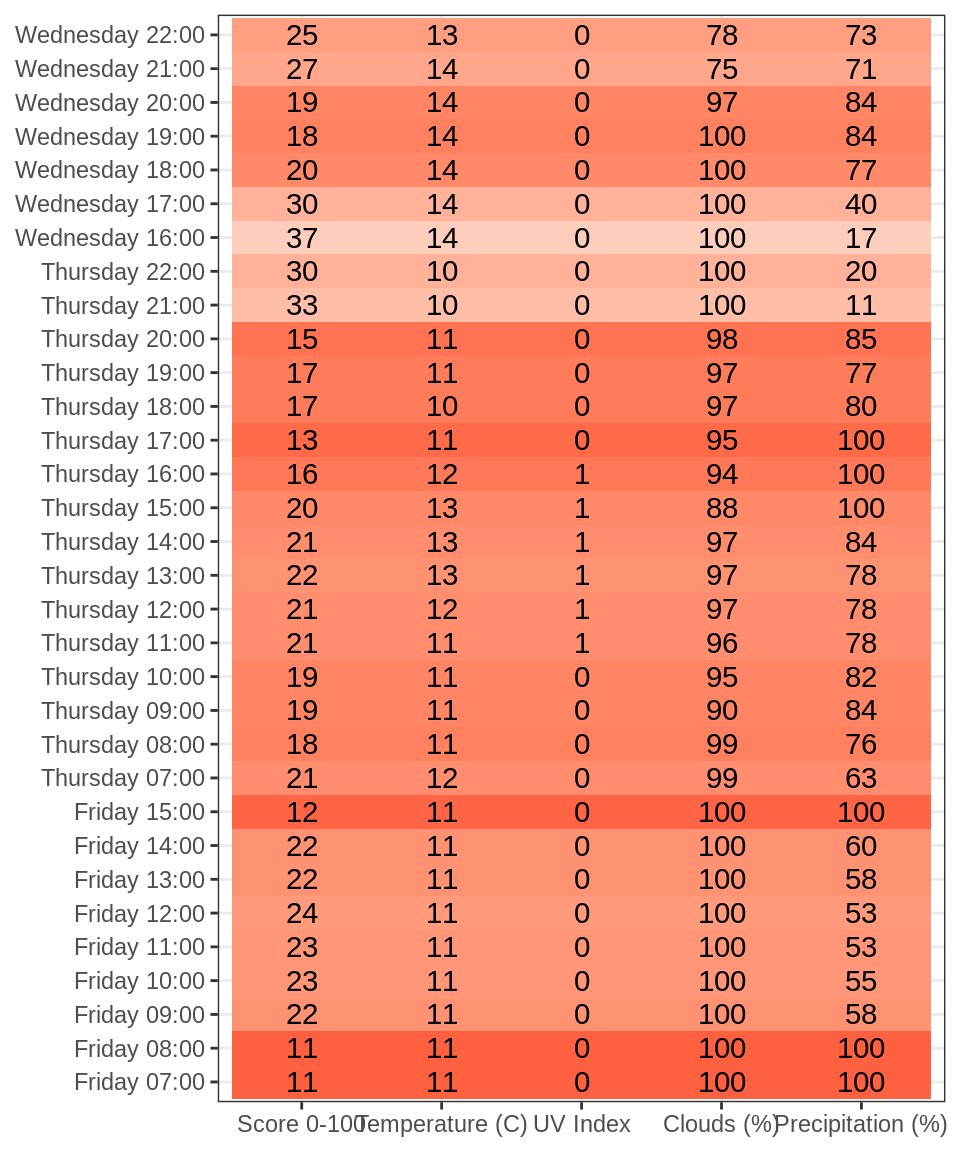 Wednesday 22:00 25 13 0 78 73
Wednesday 21:00 27 14 0 75 71
Wednesday 20:00 19 14 0 97 84
Wednesday 19:00 18 14 0 100 84
Wednesday 18:00 20 14 0 100 77
Wednesday 17:00 30 14 0 100 40
Wednesday 16:00 37 14 0 100 17
Thursday 22:00 30 10 0 100 20
Thursday 21:00 33 10 0 100 11
Thursday 20:00 15 11 0 98 85
Thursday 19:00 17 11 0 97 77
Thursday 18:00 17 10 0 97 80
Thursday 17:00 13 11 0 95 100
Thursday 16:00 16 12 1 94 100
Thursday 15:00 20 13 1 88 100
Thursday 14:00 21 13 1 97 84
Thursday 13:00 22 13 1 97 78
Thursday 12:00 21 12 1 97 78
Thursday 11:00 21 11 1 96 78
Thursday 10:00 19 11 0 95 82
Thursday 09:00 19 11 0 90 84
Thursday 08:00 18 11 0 99 76
Thursday 07:00 21 12 0 99 63
Friday 15:00 12 11 0 100 100
Friday 14:00 22 11 0 100 60
Friday 13:00 22 11 0 100 58
Friday 12:00 24 11 0 100 53
Friday 11:00 23 11 0 100 53
Friday 10:00 23 11 0 100 55
Friday 09:00 22 11 0 100 58
Friday 08:00 11 11 0 100 100
Friday 07:00 11 11 0 100 100
Score 0-100 Temperature (C) UV Index Clouds (%) Precipitation (%)